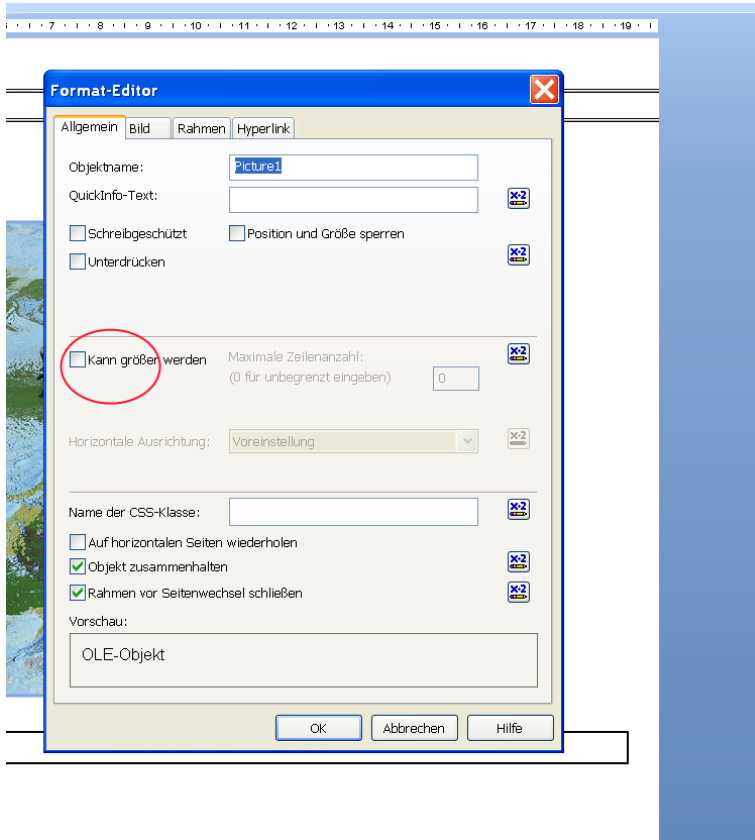 7 · 8 · 9 · 10 · 11 · 12 · 13 · 14 · 15 · 16 · 17 · 18 · 19
Format-Editor
Allgemein Bild Rahmen Hyperlink
Objektname: Picture1
QuickInfo-Text:
X·2
Schreibgeschützt Position und Größe sperren
X·2
Unterdrücken
Kann größer werden Maximale Zeilenanzahl:
X·2
(0 für unbegrenzt eingeben) 0
Horizontale Ausrichtung: Voreinstellung
X·2
Name der CSS-Klasse:
X·2
Auf horizontalen Seiten wiederholen
Objekt zusammenhalten
X·2
Rahmen vor Seitenwechsel schließen
X·2
Vorschau:
OLE-Objekt
OK Abbrechen Hilfe